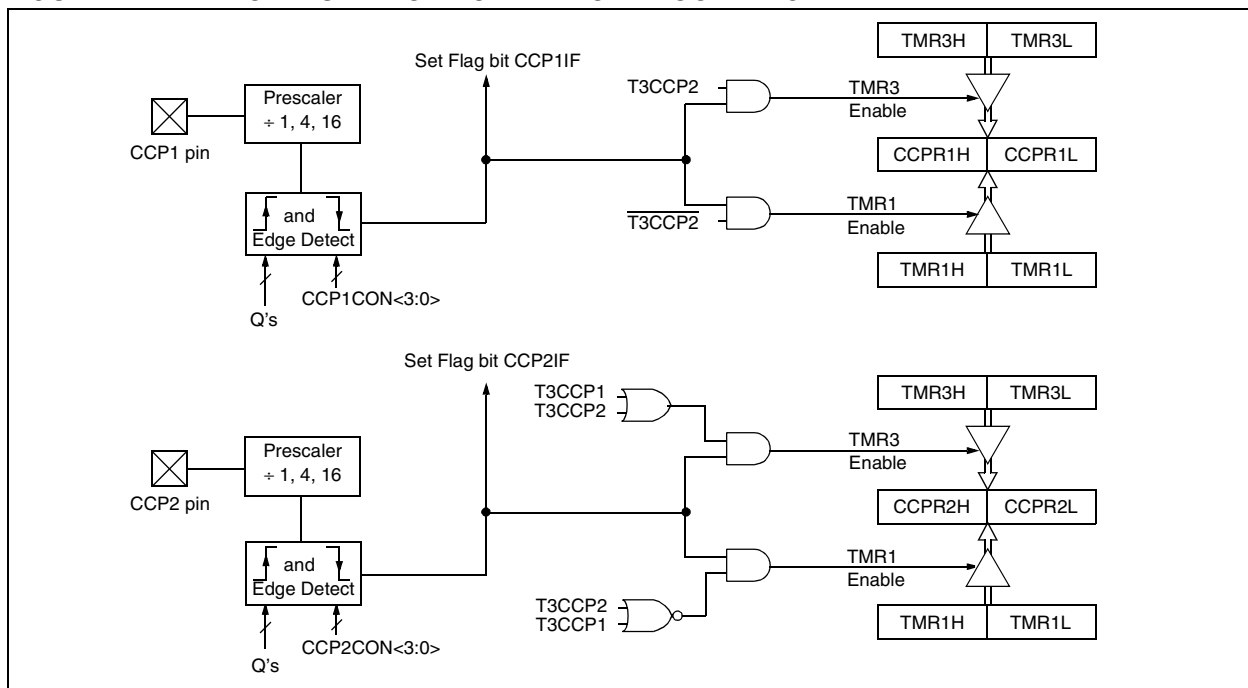 TMR3H TMR3L
Set Flag bit CCP1IF
T3CCP2
TMR3
Enable
Prescaler
÷ 1, 4, 16
CCP1 pin
CCPR1H CCPR1L
and
Edge Detect
T3CCP2
TMR1
Enable
TMR1H TMR1L
CCP1CON<3:0>
Q's
Set Flag bit CCP2IF
TMR3H TMR3L
T3CCP1
T3CCP2
TMR3
Enable
Prescaler
÷ 1, 4, 16
CCP2 pin
CCPR2H CCPR2L
and
Edge Detect
TMR1
Enable
T3CCP2
T3CCP1
TMR1H TMR1L
CCP2CON<3:0>
Q's